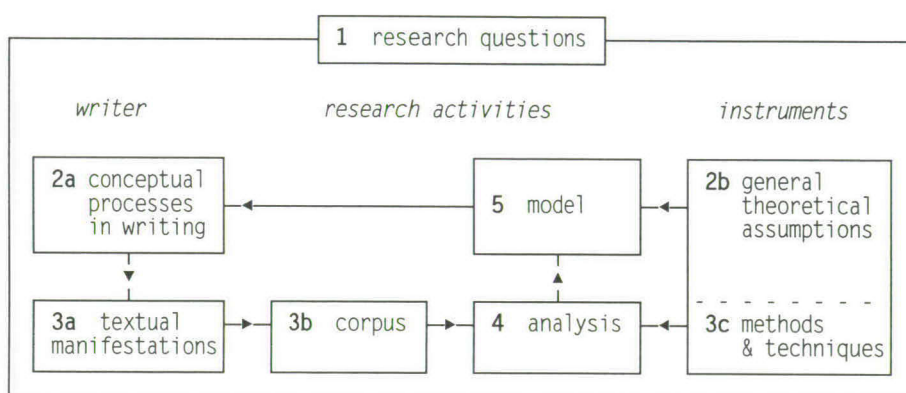 1 research questions
writer
research activities
instruments
2a conceptual
processes
in writing
5 model
2b general
theoretical
assumptions
3a textual
manifestations
3b corpus
4 analysis
3c methods
& techniques